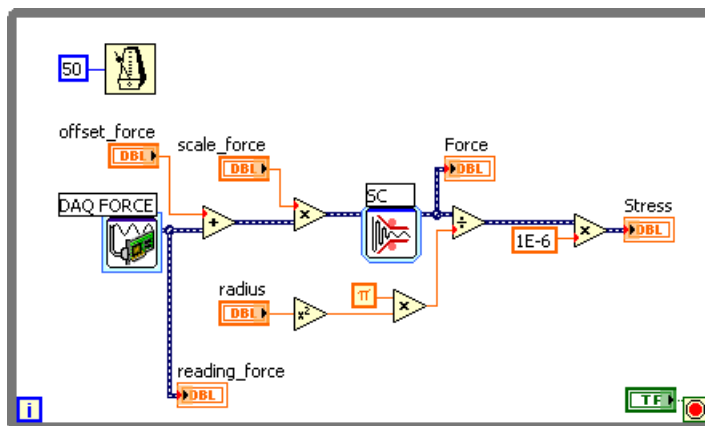 50
offset_force
scale_force
Force
DBL
DBL
DBL
DAQ FORCE
SC
Stress
+
x
÷
x
1E-6
DBL
radius
π
DBL
x²
x
reading_force
DBL
i
TF